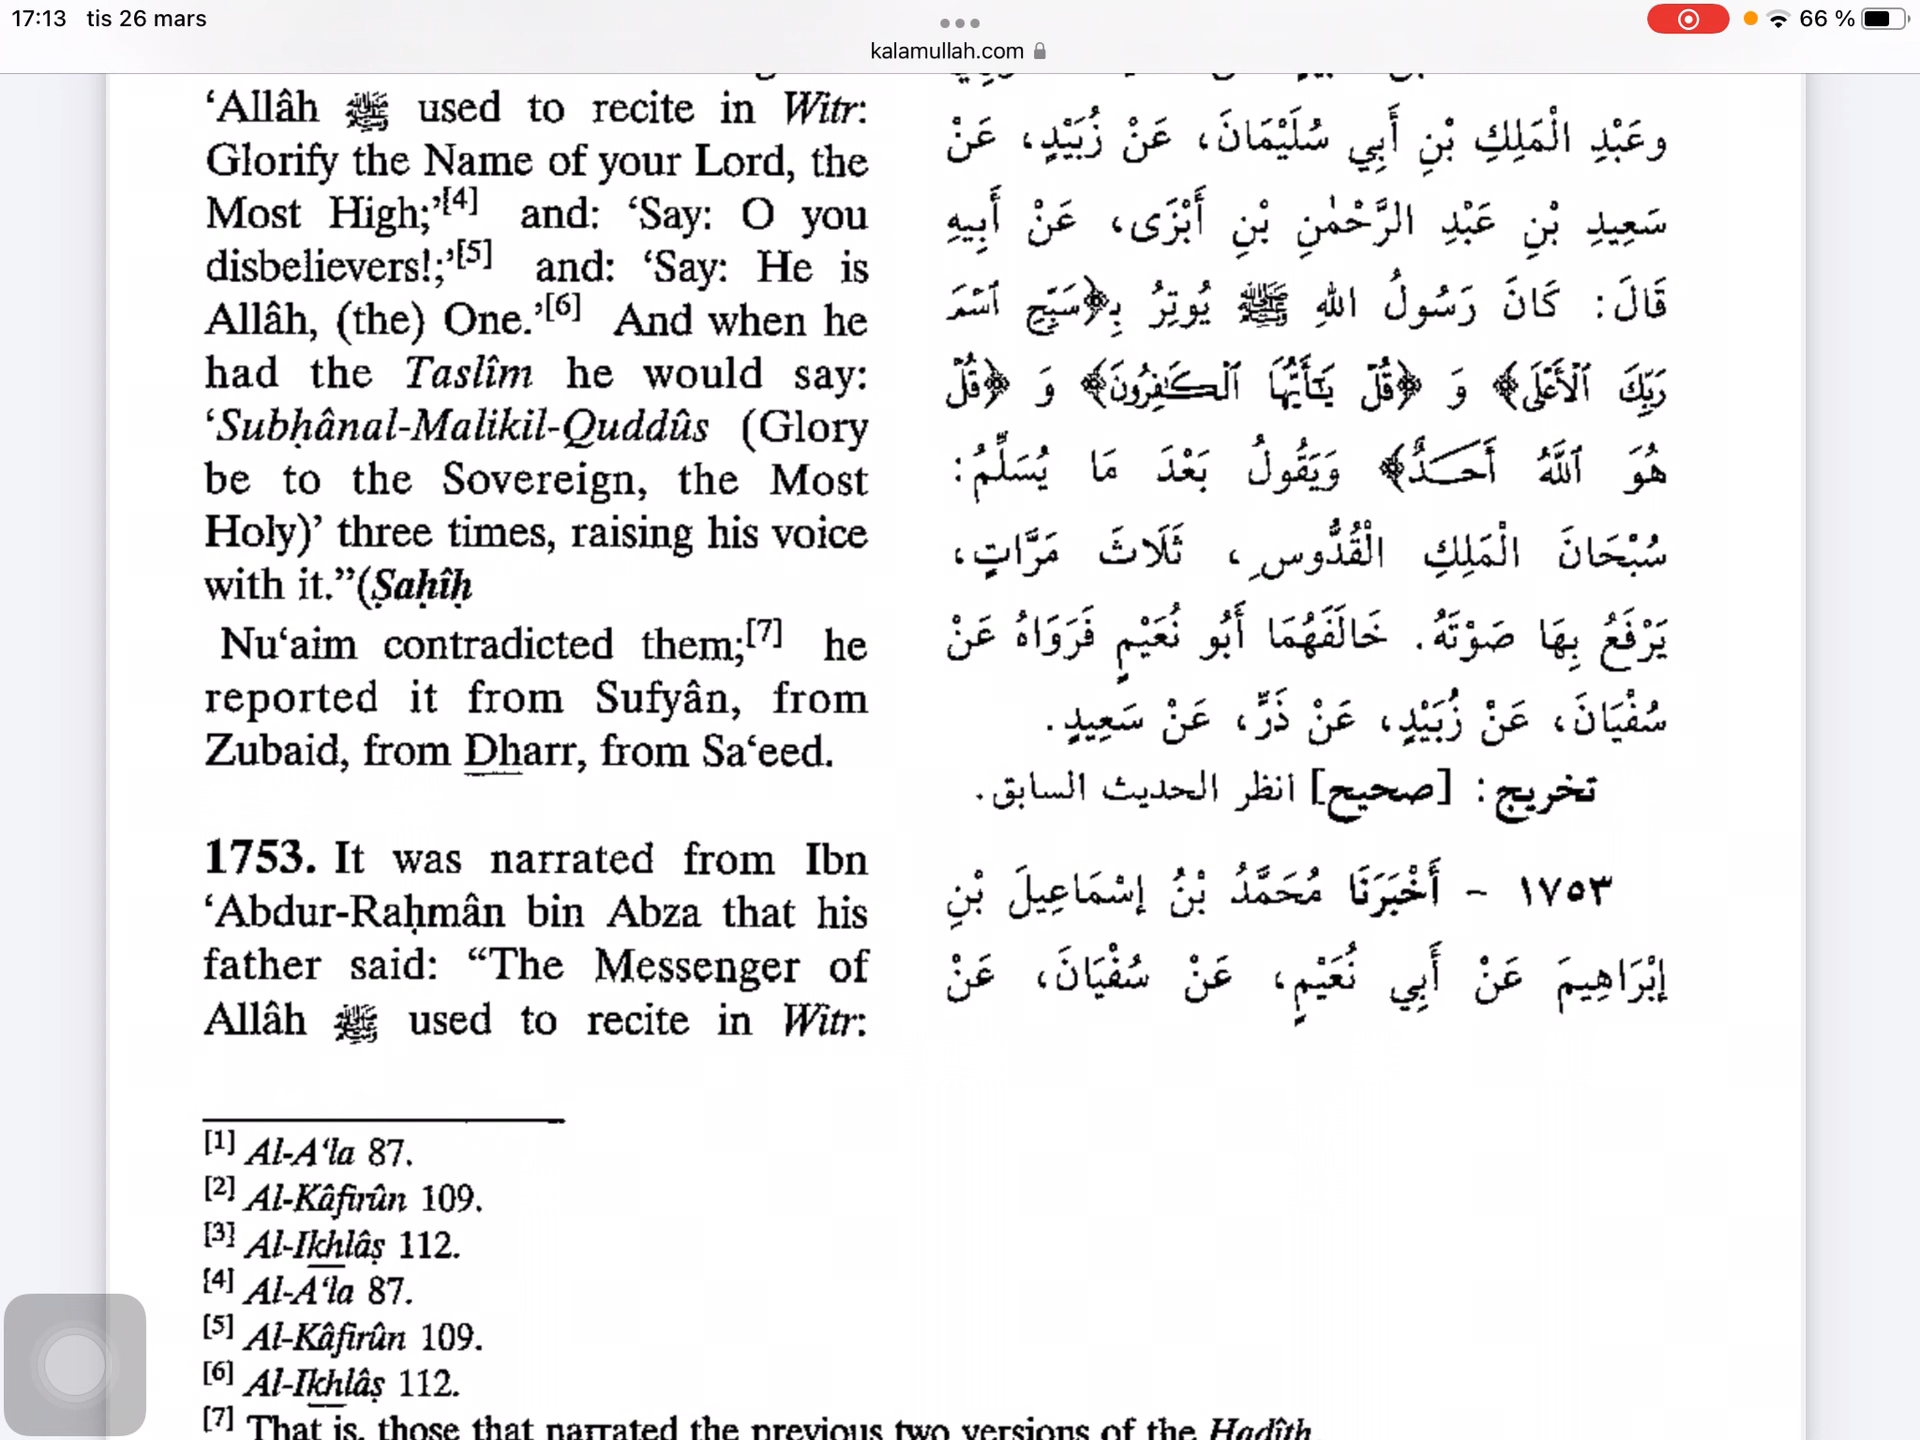 17:13 tis 26 mars
66 %
kalamullah.com
‘Allâh ﷺ used to recite in Witr:
Glorify the Name of your Lord, the
Most High;’[4] and: ‘Say: O you
disbelievers!;’[5] and: ‘Say: He is
Allâh, (the) One.’[6] And when he
had the Taslîm he would say:
‘Subḥânal-Malikil-Quddûs (Glory
be to the Sovereign, the Most
Holy)’ three times, raising his voice
with it.”(Ṣaḥîḥ
Nu‘aim contradicted them;[7] he
reported it from Sufyân, from
Zubaid, from Dharr, from Sa‘eed.
1753. It was narrated from Ibn
‘Abdur-Raḥmân bin Abza that his
father said: “The Messenger of
Allâh ﷺ used to recite in Witr:
وعَبْدِ الْمَلِكِ بْنِ أَبِي سُلَيْمَانَ، عَنْ زُبَيْدٍ، عَنْ
سَعِيدِ بْنِ عَبْدِ الرَّحْمٰنِ بْنِ أَبْزَى، عَنْ أَبِيهِ
قَالَ: كَانَ رَسُولُ اللهِ ﷺ يُوتِرُ بِ﴿سَبِّحِ ٱسْمَ
رَبِّكَ ٱلْأَعْلَى﴾ وَ ﴿قُلْ يَٰٓأَيُّهَا ٱلْكَٰفِرُونَ﴾ وَ ﴿قُلْ
هُوَ ٱللَّهُ أَحَدٌ﴾ وَيَقُولُ بَعْدَ مَا يُسَلِّمُ:
سُبْحَانَ الْمَلِكِ الْقُدُّوسِ، ثَلَاثَ مَرَّاتٍ،
يَرْفَعُ بِهَا صَوْتَهُ. خَالَفَهُمَا أَبُو نُعَيْمٍ فَرَوَاهُ عَنْ
سُفْيَانَ، عَنْ زُبَيْدٍ، عَنْ ذَرٍّ، عَنْ سَعِيدٍ.
تخريج: [صحيح] انظر الحديث السابق.
١٧٥٣ - أَخْبَرَنَا مُحَمَّدُ بْنُ إِسْمَاعِيلَ بْنِ
إِبْرَاهِيمَ عَنْ أَبِي نُعَيْمٍ، عَنْ سُفْيَانَ، عَنْ
[1] Al-A‘la 87.
[2] Al-Kâfirûn 109.
[3] Al-Ikhlâṣ 112.
[4] Al-A‘la 87.
[5] Al-Kâfirûn 109.
[6] Al-Ikhlâṣ 112.
[7] That is, those that narrated the previous two versions of the Hadîth.